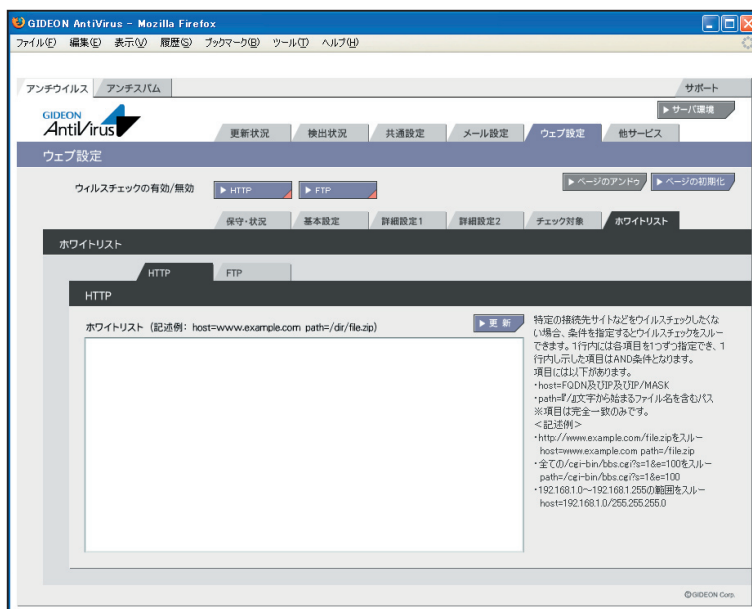 GIDEON AntiVirus - Mozilla Firefox
ファイル(F) 編集(E) 表示(V) 履歴(S) ブックマーク(B) ツール(T) ヘルプ(H)
アンチウイルス アンチスパム サポート
GIDEON AntiVirus
サーバ環境
更新状況 検出状況 共通設定 メール設定 ウェブ設定 他サービス
ウェブ設定
ウィルスチェックの有効/無効 HTTP FTP ページのアンドゥ ページの初期化
保守・状況 基本設定 詳細設定1 詳細設定2 チェック対象 ホワイトリスト
ホワイトリスト
HTTP FTP
HTTP
ホワイトリスト (記述例: host=www.example.com path=/dir/file.zip) 更新
特定の接続先サイトなどをウイルスチェックしたくな
い場合、条件を指定するとウイルスチェックをスルー
できます。1行内には各項目を1つずつ指定でき、1
行内し示した項目はAND条件となります。
項目には以下があります。
・host=FQDN及びIP及びIP/MASK
・path=『/』文字から始まるファイル名を含むパス
※項目は完全一致のみです。
<記述例>
・http://www.example.com/file.zipをスルー
host=www.example.com path=/file.zip
・全ての/cgi-bin/bbs.cgi?s=1&e=100をスルー
path=/cgi-bin/bbs.cgi?s=1&e=100
・192.168.1.0～192.168.1.255の範囲をスルー
host=192.168.1.0/255.255.255.0
©GIDEON Corp.